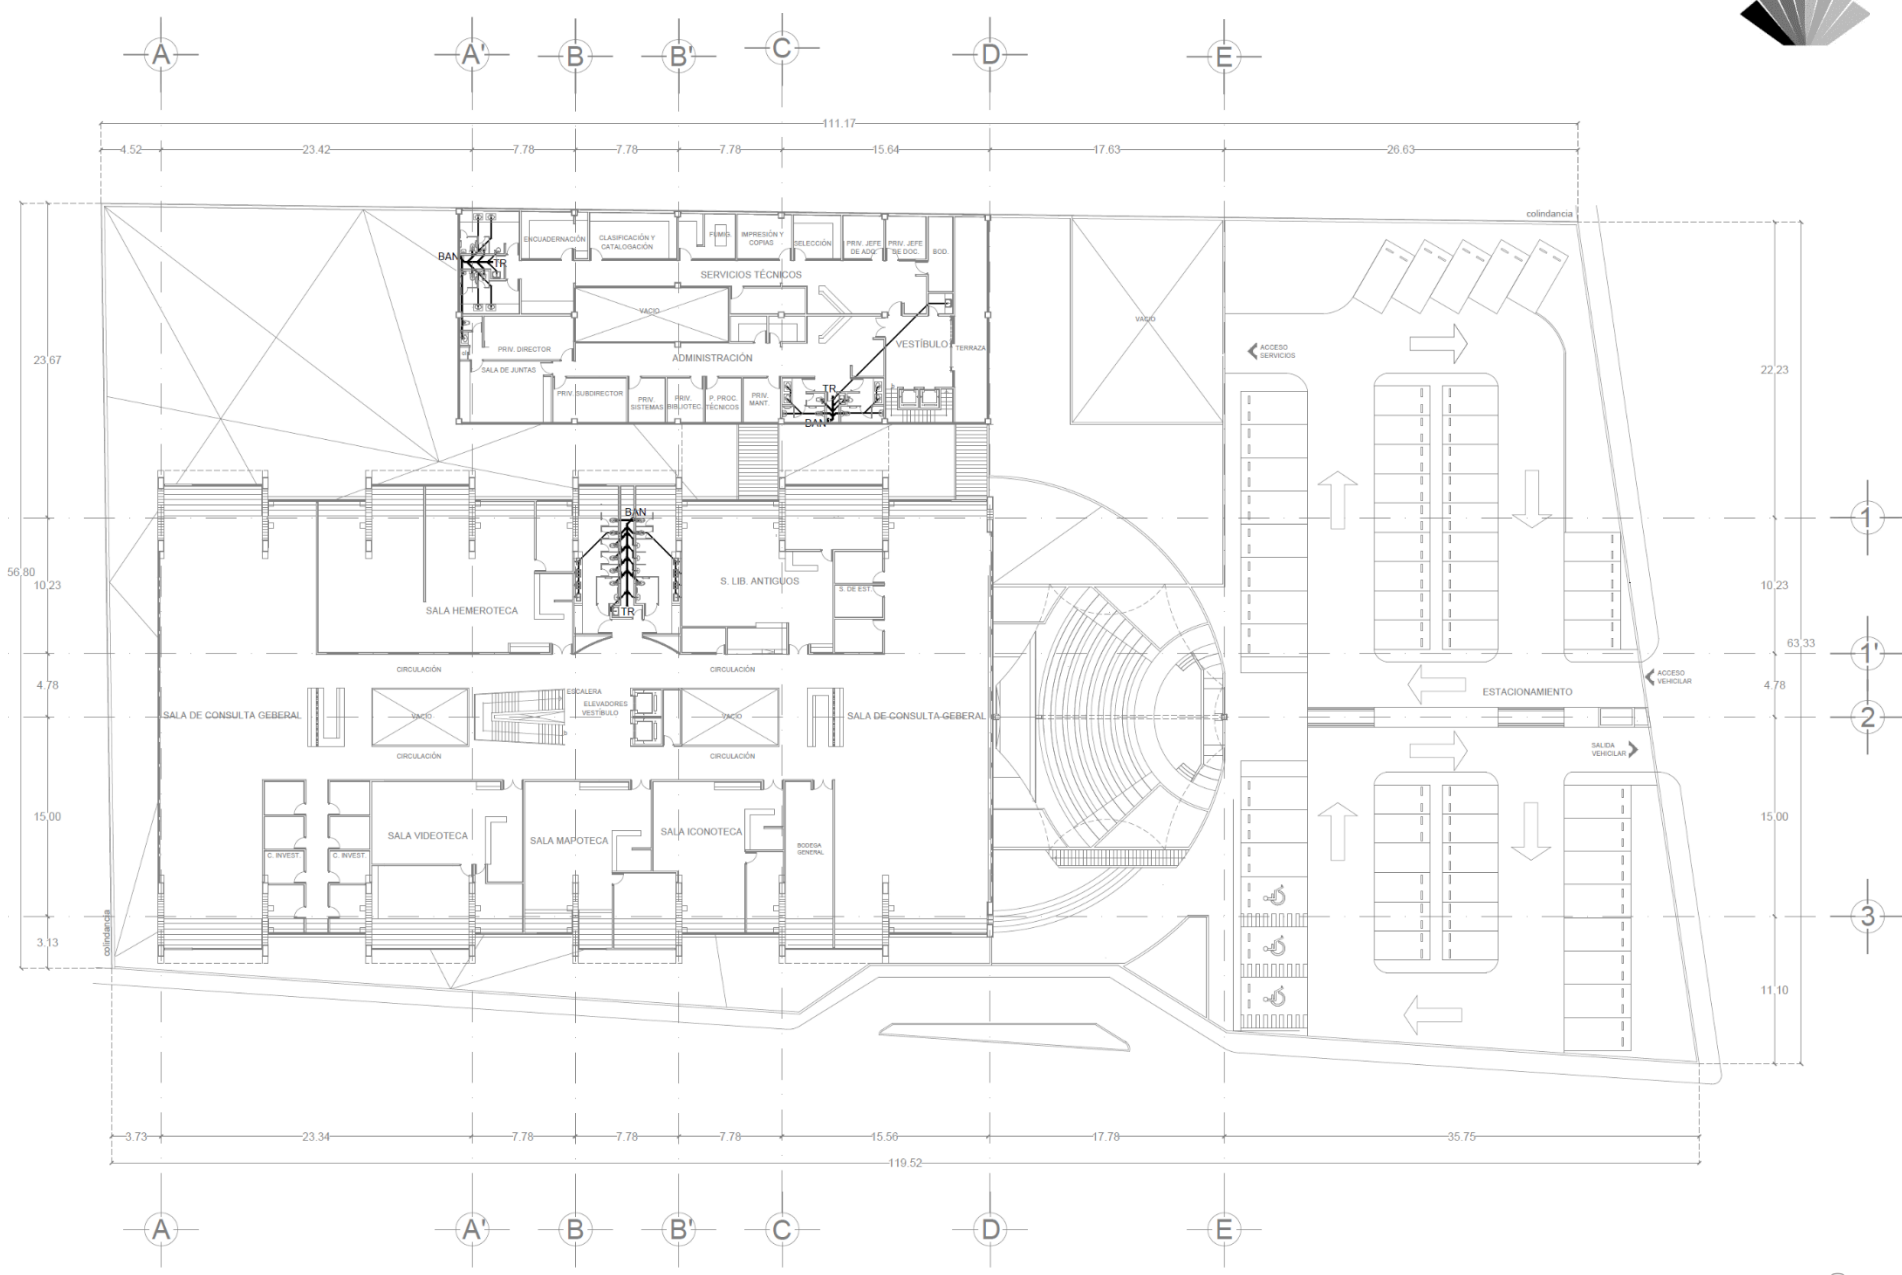 A A' B B' C D E
111.17
4.52 23.42 7.78 7.78 7.78 15.64 17.63 26.63
colindancia
ENCUADERNACIÓN
CLASIFICACIÓN Y
CATALOGACIÓN
FUMIG.
IMPRESIÓN Y
COPIAS
SELECCIÓN
PRIV. JEFE
DE ADQ.
PRIV. JEFE
DE DOC.
BOD.
BAN
TR
SERVICIOS TÉCNICOS
VACIO
VACIO
PRIV. DIRECTOR
VESTÍBULO
TERRAZA
ACCESO
SERVICIOS
23.67
ADMINISTRACIÓN
SALA DE JUNTAS
22.23
PRIV. SUBDIRECTOR
PRIV.
SISTEMAS
PRIV.
BIBLIOTEC.
P. PROC.
TÉCNICOS
PRIV.
MANT.
TR
BAN
BAN
1
56.80
10.23
SALA HEMEROTECA
TR
S. LIB. ANTIGUOS
S. DE EST.
10.23
63.33
1'
CIRCULACIÓN
CIRCULACIÓN
4.78
ESCALERA
ELEVADORES
VESTÍBULO
ACCESO
VEHICILAR
ESTACIONAMIENTO
4.78
SALA DE CONSULTA GEBERAL
VACIO
VACIO
SALA DE CONSULTA GEBERAL
2
SALIDA
VEHICILAR
CIRCULACIÓN
CIRCULACIÓN
15.00
SALA VIDEOTECA
SALA MAPOTECA
SALA ICONOTECA
BODEGA
GENERAL
15.00
C. INVEST.
C. INVEST.
3
colindancia
3.13
11.10
3.73 23.34 7.78 7.78 7.78 15.56 17.78 35.75
119.52
A A' B B' C D E